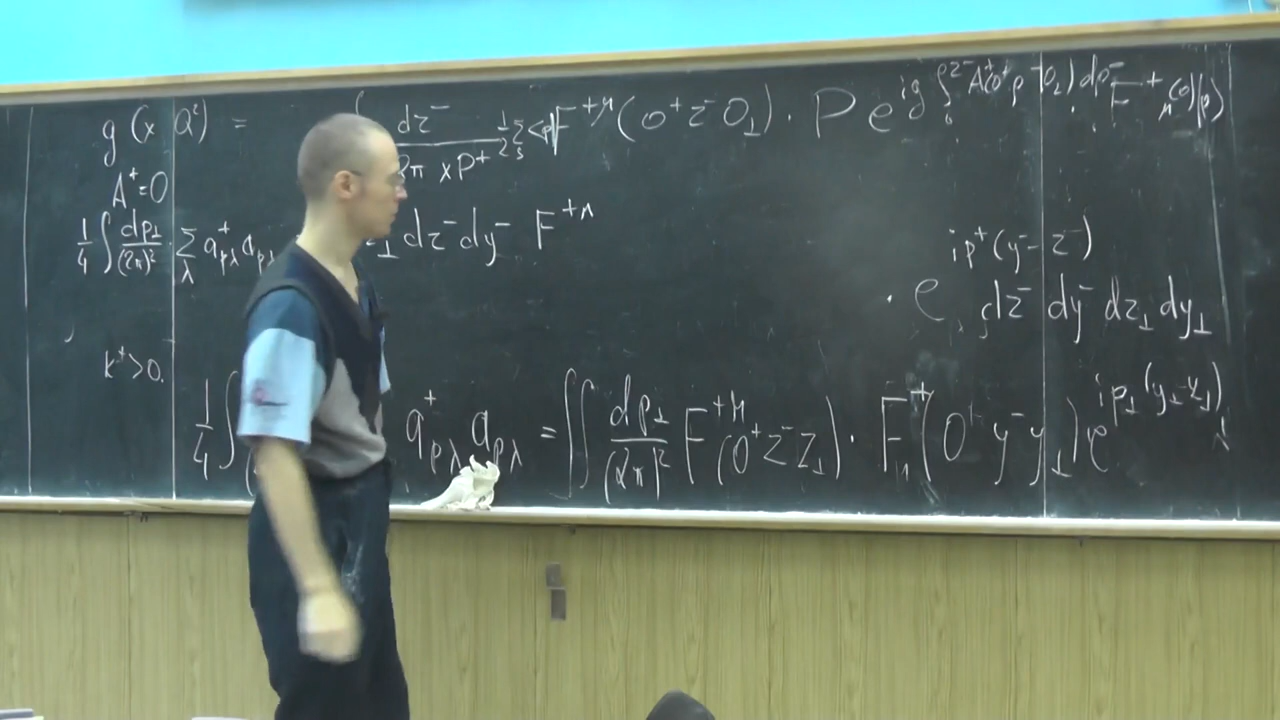 g(x Q²) = ∫ dz⁻ / 2π xP⁺ 1/2 Σ_s <p| F⁺ᴹ(0⁺ z⁻ 0⊥) · P e^{ig ∫₀^{z⁻} A⁺(0⁺ρ⁻0⊥) dρ⁻} F⁺_μ(0)|p>
A⁺=0
1/4 ∫ dp⊥/(2π)² Σ_λ a⁺_{pλ} a_{pλ} ⊥ dz⁻ dy⁻ F⁺ᴹ
· e^{ip⁺(y⁻ - z⁻)} dz⁻ dy⁻ dz⊥ dy⊥
k⁺>0.
1/4 ∫ a⁺_{pλ} a_{pλ} = ∫∫ dp⊥/(2π)² F⁺ᴹ(0⁺ z⁻ z⊥) · F⁺_μ(0⁺ y⁻ y⊥) e^{ip⊥(y⊥-z⊥)}